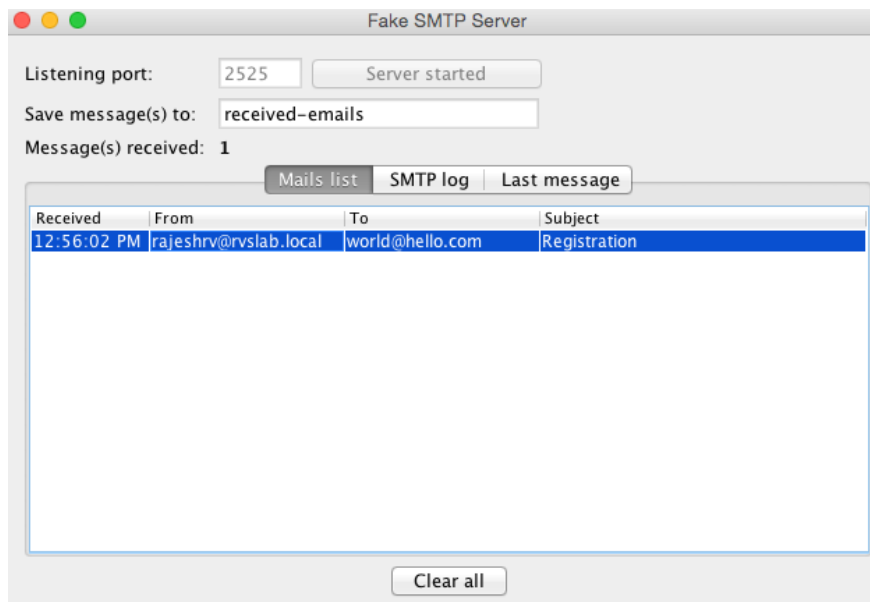 Fake SMTP Server
Listening port: 2525 Server started
Save message(s) to: received-emails
Message(s) received: 1
Mails list SMTP log Last message
Received From To Subject
12:56:02 PM rajeshrv@rvslab.local world@hello.com Registration
Clear all